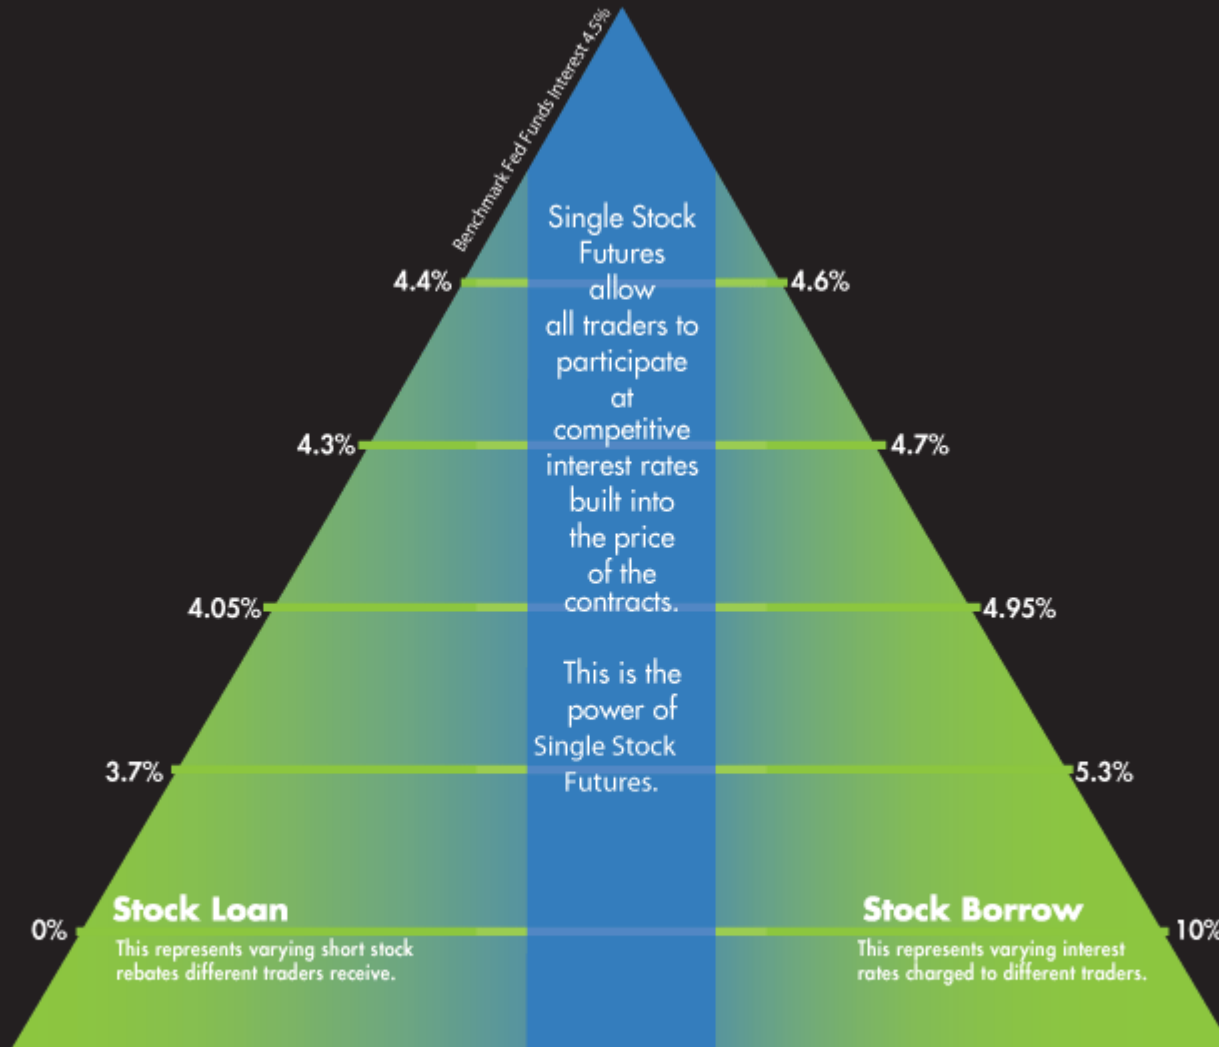 Benchmark Fed Funds Interest 4.5%
Single Stock
Futures
allow
all traders to
participate
at
competitive
interest rates
built into
the price
of the
contracts.
This is the
power of
Single Stock
Futures.
4.4%
4.6%
4.3%
4.7%
4.05%
4.95%
3.7%
5.3%
0%
10%
Stock Loan
This represents varying short stock
rebates different traders receive.
Stock Borrow
This represents varying interest
rates charged to different traders.